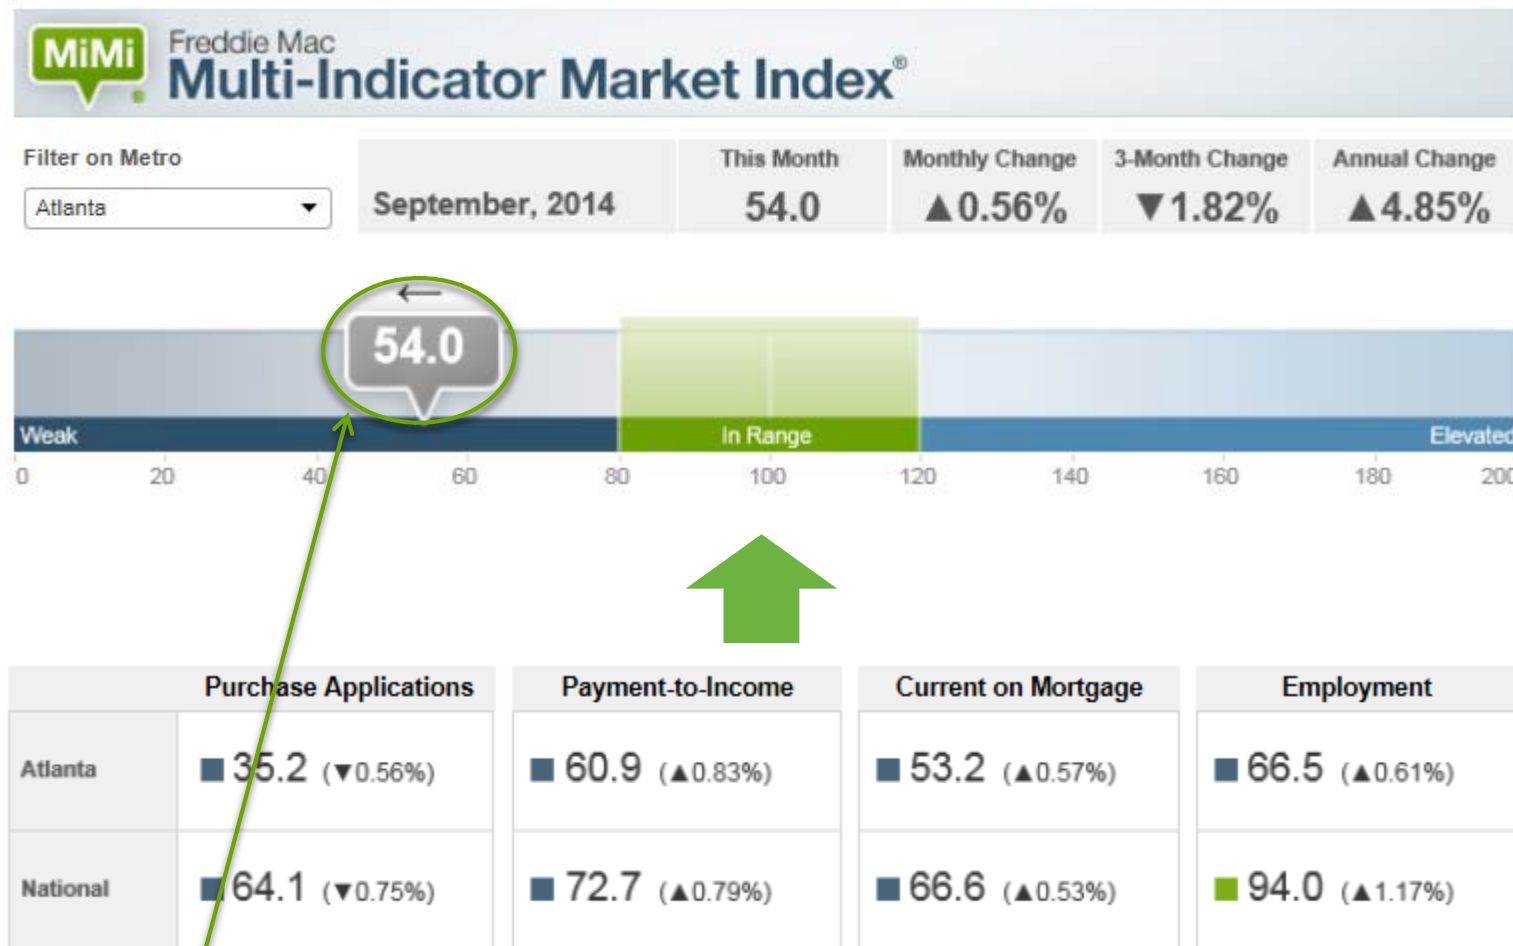 MiMi
Freddie Mac
Multi-Indicator Market Index®
Filter on Metro
Atlanta
September, 2014
This Month
54.0
Monthly Change
▲0.56%
3-Month Change
▼1.82%
Annual Change
▲4.85%
←
54.0
Weak In Range Elevated
0 20 40 60 80 100 120 140 160 180 200
Purchase Applications Payment-to-Income Current on Mortgage Employment
Atlanta 35.2 (▼0.56%) 60.9 (▲0.83%) 53.2 (▲0.57%) 66.5 (▲0.61%)
National 64.1 (▼0.75%) 72.7 (▲0.79%) 66.6 (▲0.53%) 94.0 (▲1.17%)